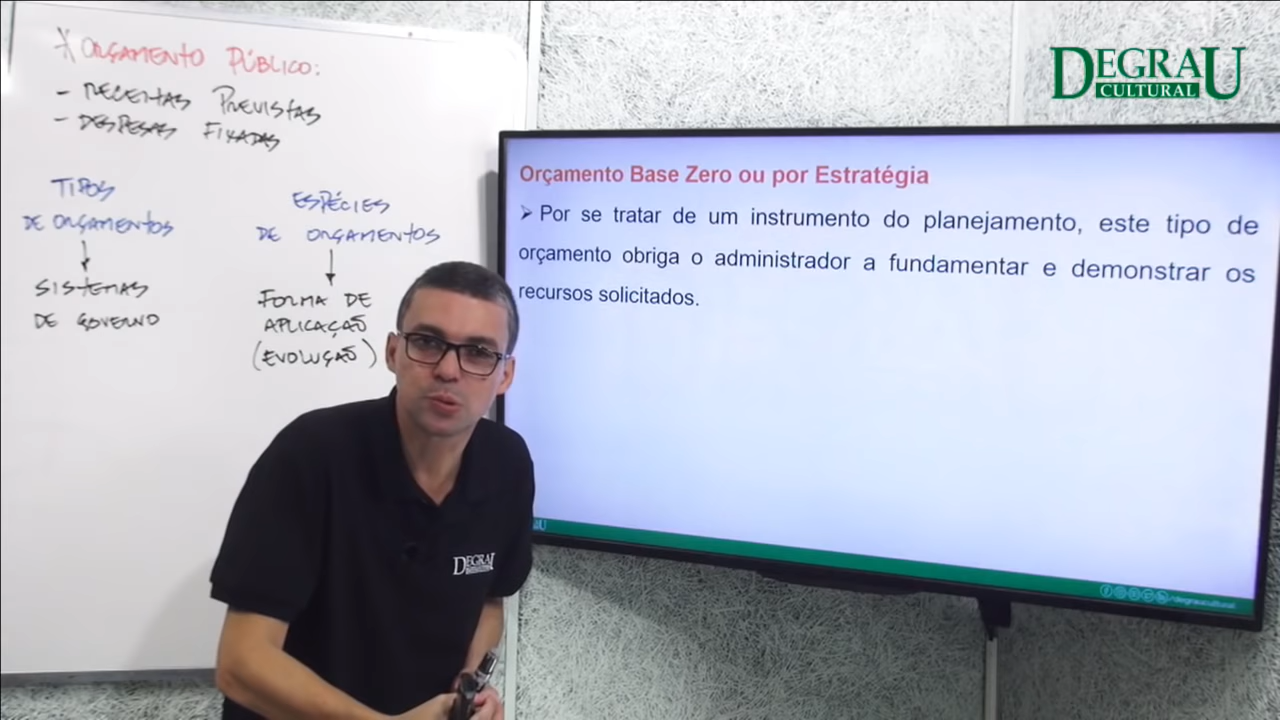 * ORÇAMENTO PÚBLICO:
- RECEITAS PREVISTAS
- DESPESAS FIXADAS
TIPOS
DE ORÇAMENTOS
SISTEMAS
DE GOVERNO
ESPÉCIES
DE ORÇAMENTOS
FORMA DE
APLICAÇÃO
(EVOLUÇÃO)
DEGRAU
CULTURAL
Orçamento Base Zero ou por Estratégia
➤ Por se tratar de um instrumento do planejamento, este tipo de
orçamento obriga o administrador a fundamentar e demonstrar os
recursos solicitados.
DEGRAU
/degraucultural